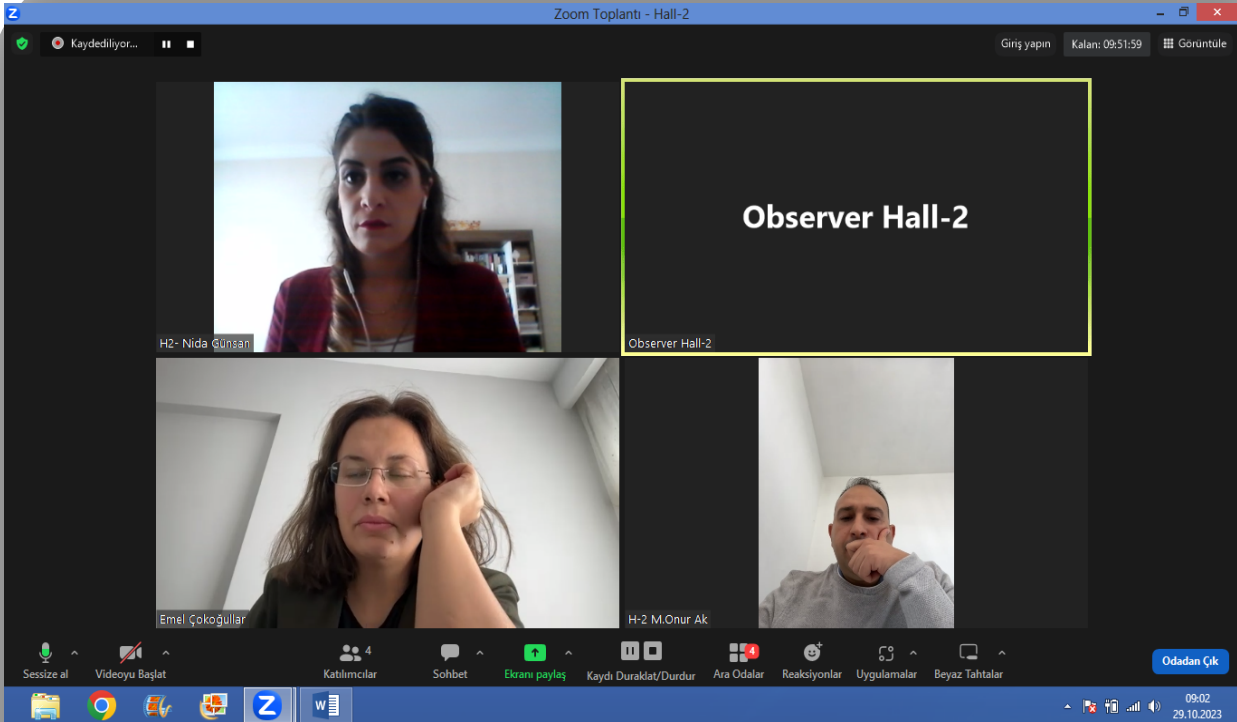 Zoom Toplantı - Hall-2
Kaydediliyor...
Giriş yapın
Kalan: 09:51:59
Görüntüle
H2- Nida Günsan
Observer Hall-2
Observer Hall-2
Emel Çokoğullar
H-2 M.Onur Ak
Sessize al
Videoyu Başlat
4
Katılımcılar
Sohbet
Ekranı paylaş
Kaydı Duraklat/Durdur
4
Ara Odalar
Reaksiyonlar
Uygulamalar
Beyaz Tahtalar
Odadan Çık
09:02
29.10.2023